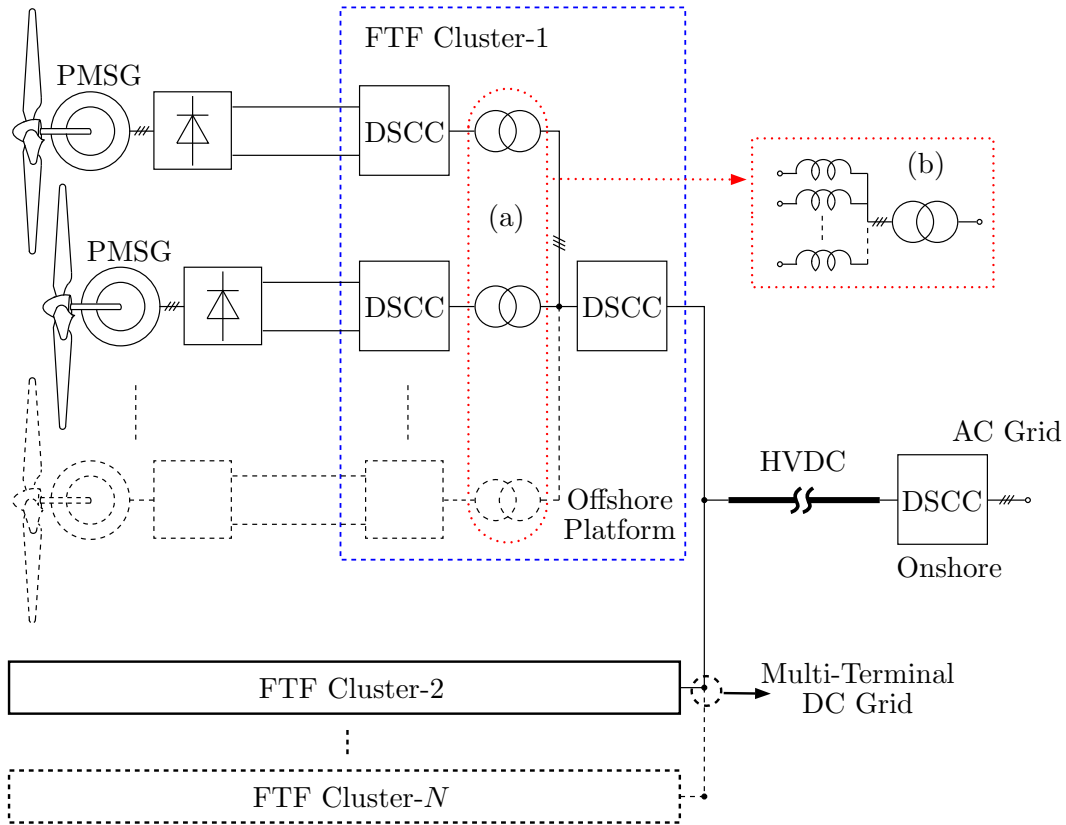 FTF Cluster-1
PMSG
DSCC
(b)
(a)
PMSG
DSCC
DSCC
AC Grid
HVDC
Offshore
Platform
DSCC
Onshore
FTF Cluster-2
Multi-Terminal
DC Grid
FTF Cluster-N